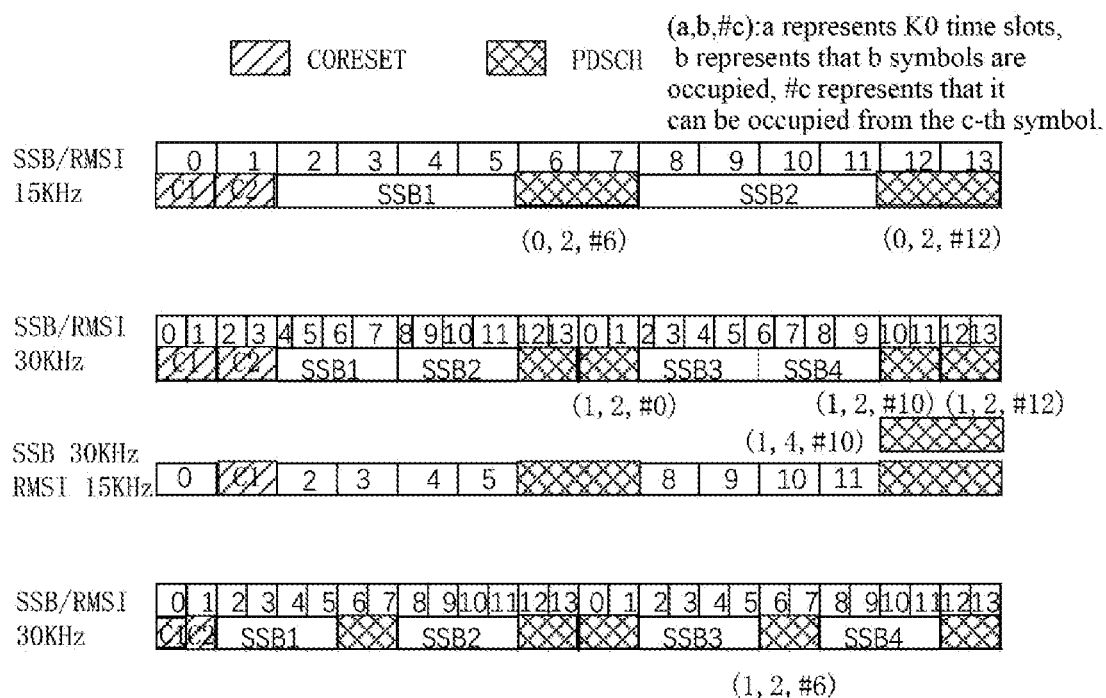 (a,b,#c):a represents K0 time slots,
CORESET PDSCH b represents that b symbols are
occupied, #c represents that it
can be occupied from the c-th symbol.
SSB/RMSI 0 1 2 3 4 5 6 7 8 9 10 11 12 13
15KHz C1 C2 SSB1 SSB2
(0, 2, #6) (0, 2, #12)
SSB/RMSI 0 1 2 3 4 5 6 7 8 9 10 11 12 13 0 1 2 3 4 5 6 7 8 9 10 11 12 13
30KHz C1 C2 SSB1 SSB2 SSB3 SSB4
(1, 2, #0) (1, 2, #10) (1, 2, #12)
(1, 4, #10)
SSB 30KHz
RMSI 15KHz 0 C1 2 3 4 5 8 9 10 11
SSB/RMSI 0 1 2 3 4 5 6 7 8 9 10 11 12 13 0 1 2 3 4 5 6 7 8 9 10 11 12 13
30KHz C1 C2 SSB1 SSB2 SSB3 SSB4
(1, 2, #6)